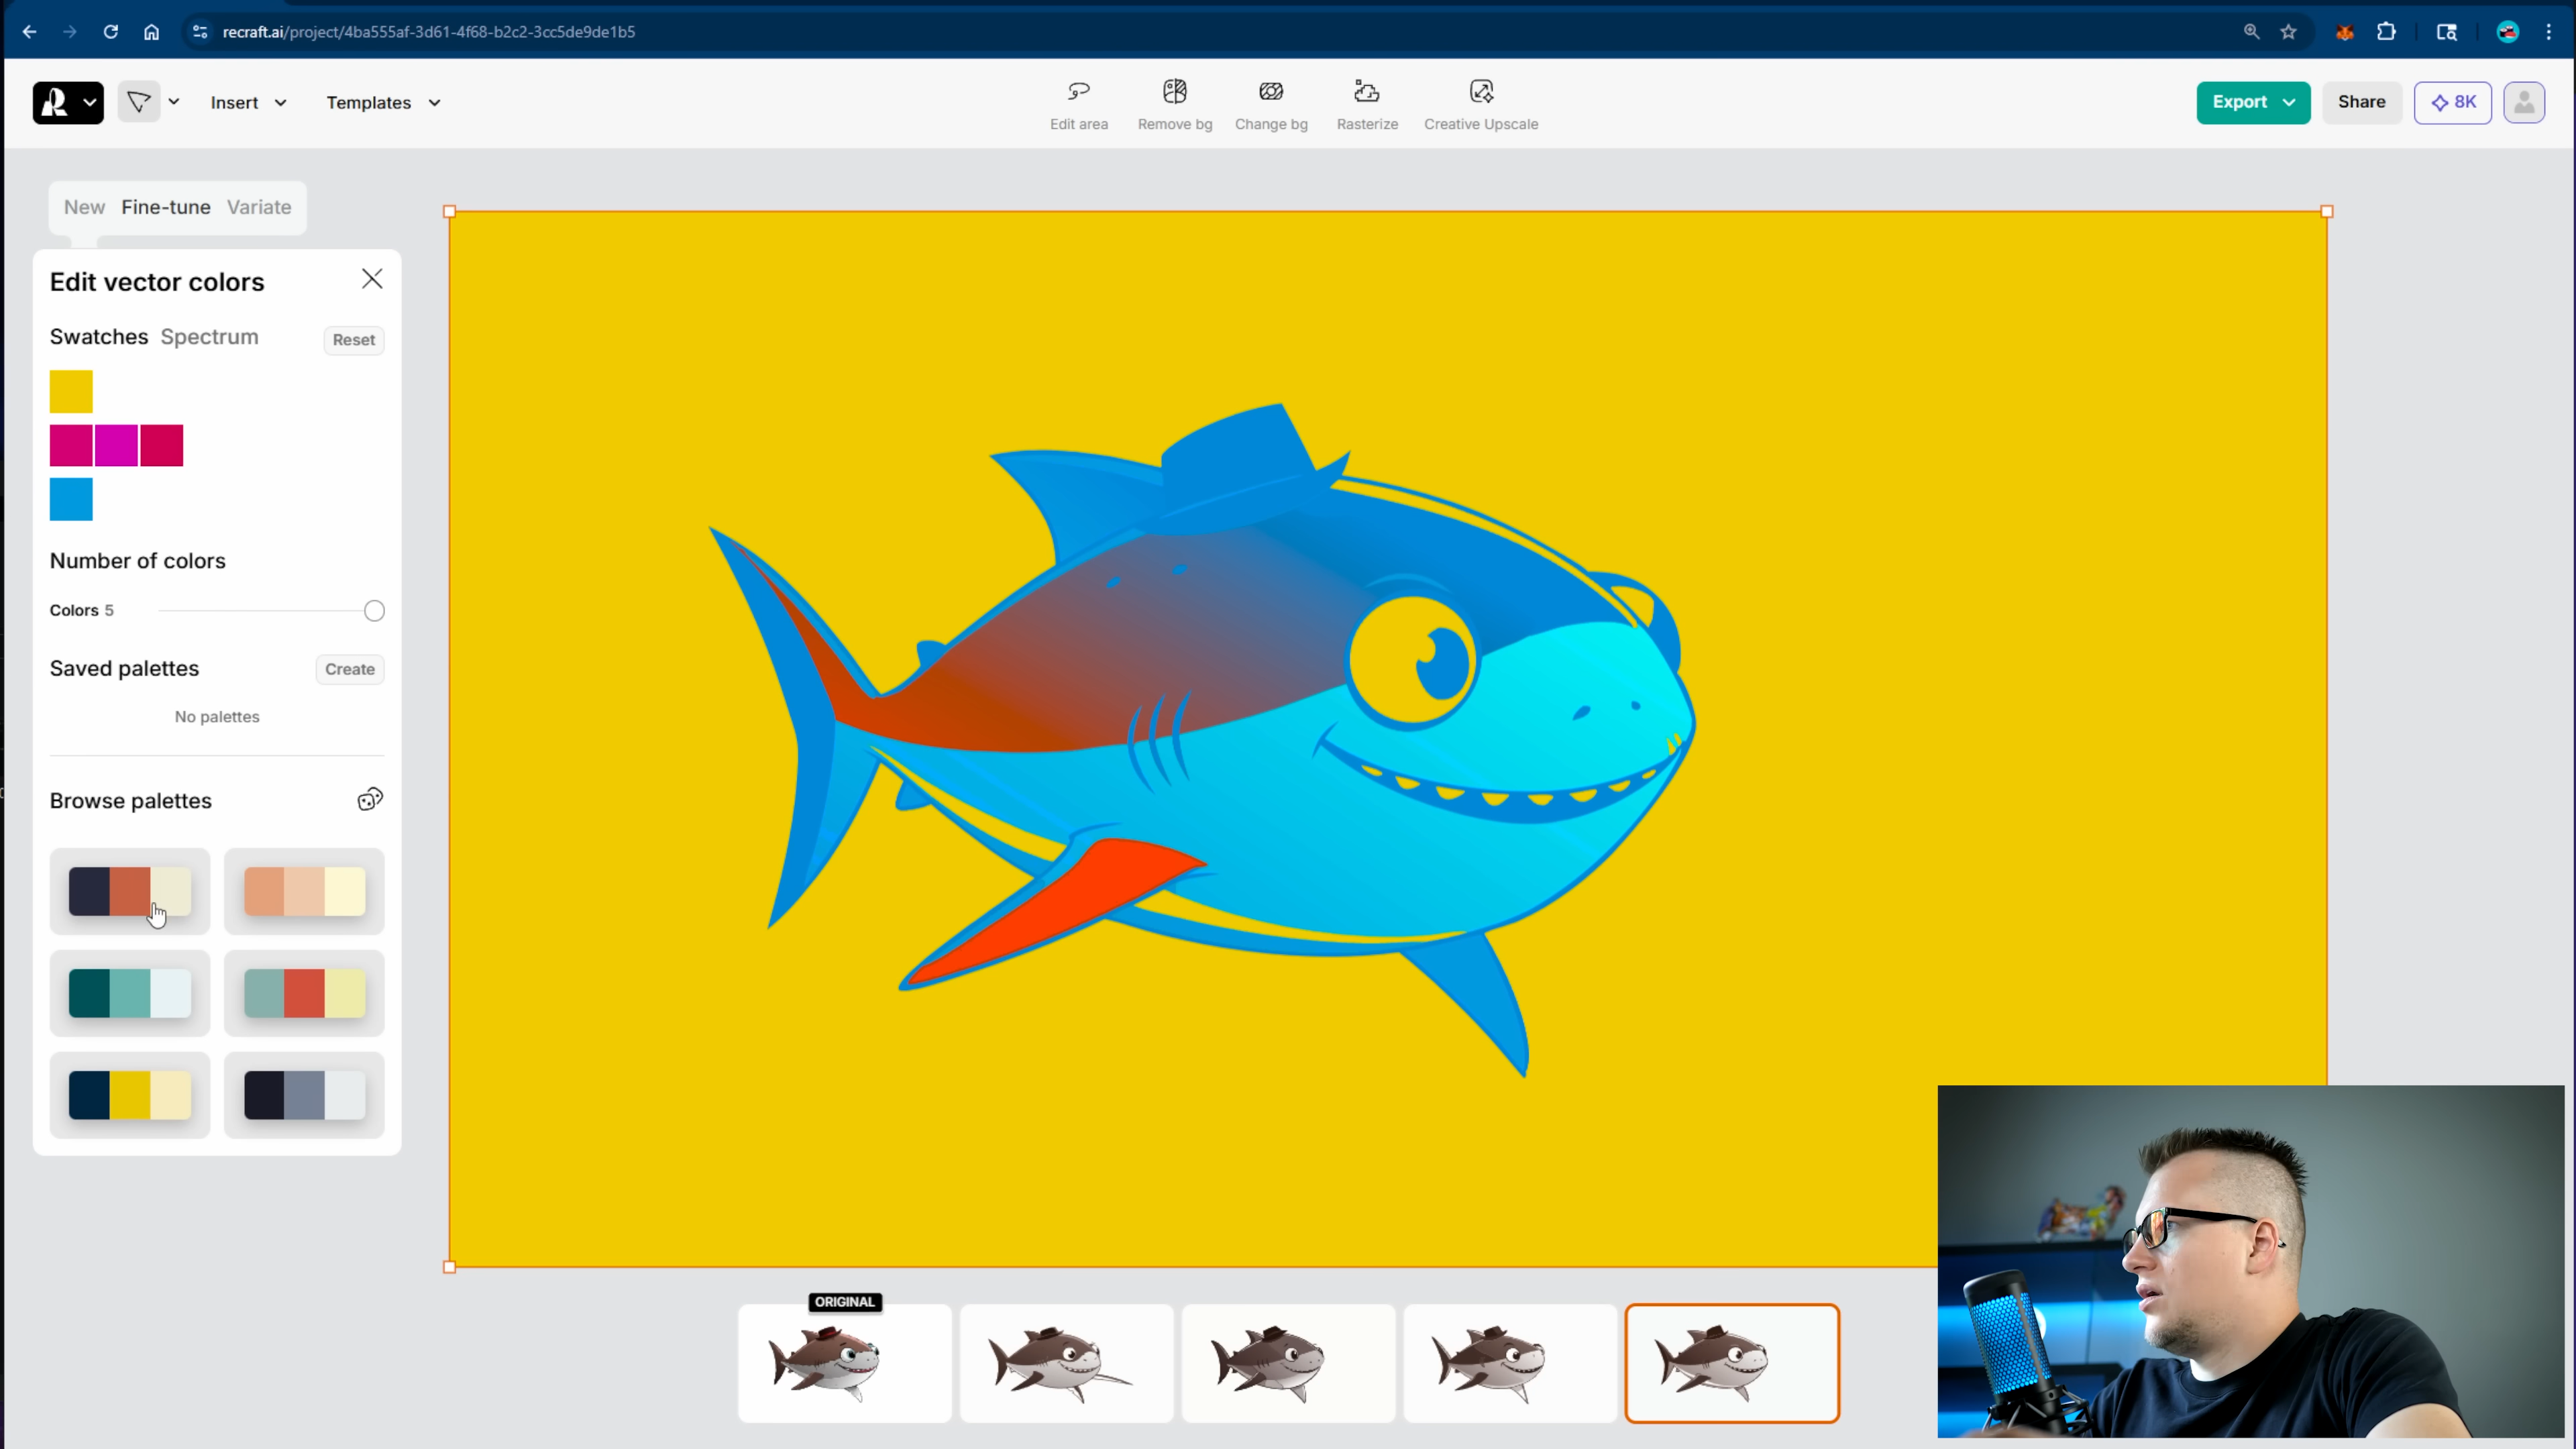 recraft.ai/project/4ba555af-3d61-4f68-b2c2-3cc5de9de1b5
Insert
Templates
Edit area
Remove bg
Change bg
Rasterize
Creative Upscale
Export
Share
8K
New Fine-tune Variate
Edit vector colors
Swatches Spectrum
Reset
Number of colors
Colors 5
Saved palettes
Create
No palettes
Browse palettes
ORIGINAL